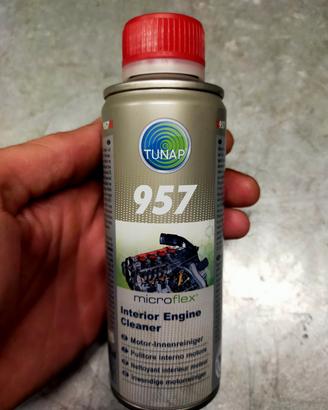 TUNAP
957
microflex®
Interior Engine
Cleaner
Motor-Innenreiniger
Pulitore interno motore
Nettoyant intérieur moteur
Inwendige motorreiniger